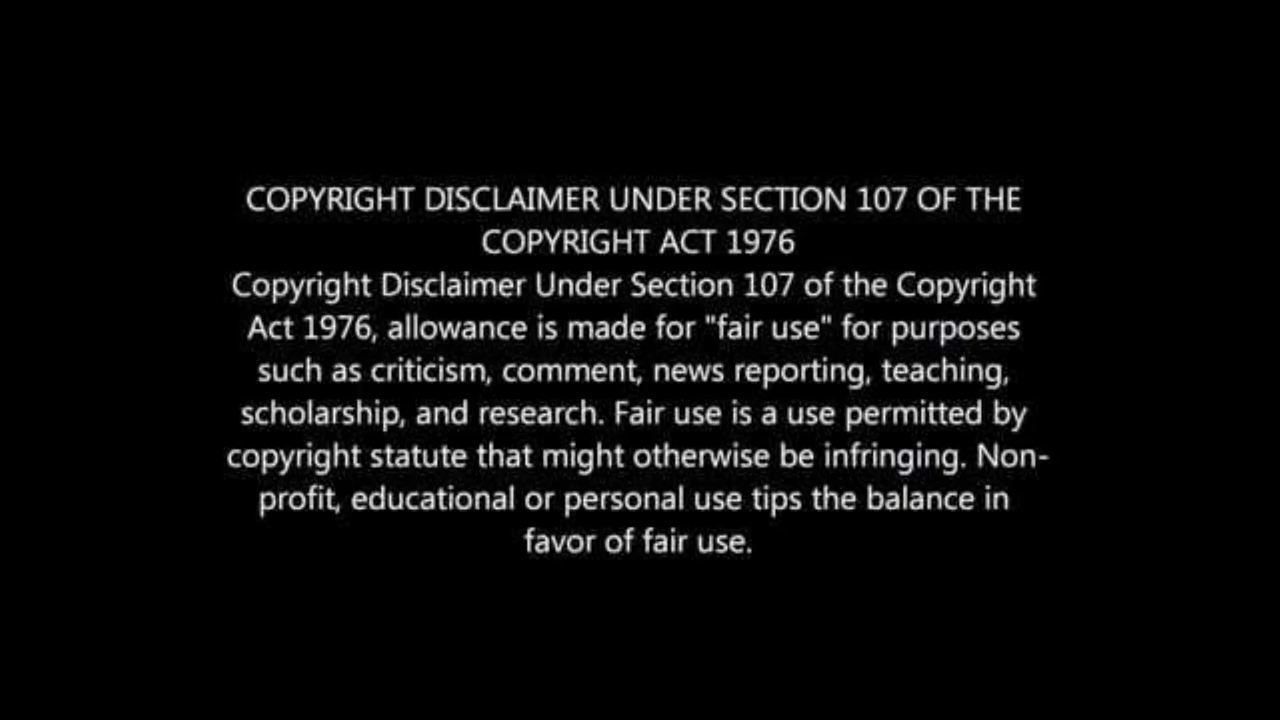 COPYRIGHT DISCLAIMER UNDER SECTION 107 OF THE
COPYRIGHT ACT 1976
Copyright Disclaimer Under Section 107 of the Copyright
Act 1976, allowance is made for "fair use" for purposes
such as criticism, comment, news reporting, teaching,
scholarship, and research. Fair use is a use permitted by
copyright statute that might otherwise be infringing. Non-
profit, educational or personal use tips the balance in
favor of fair use.